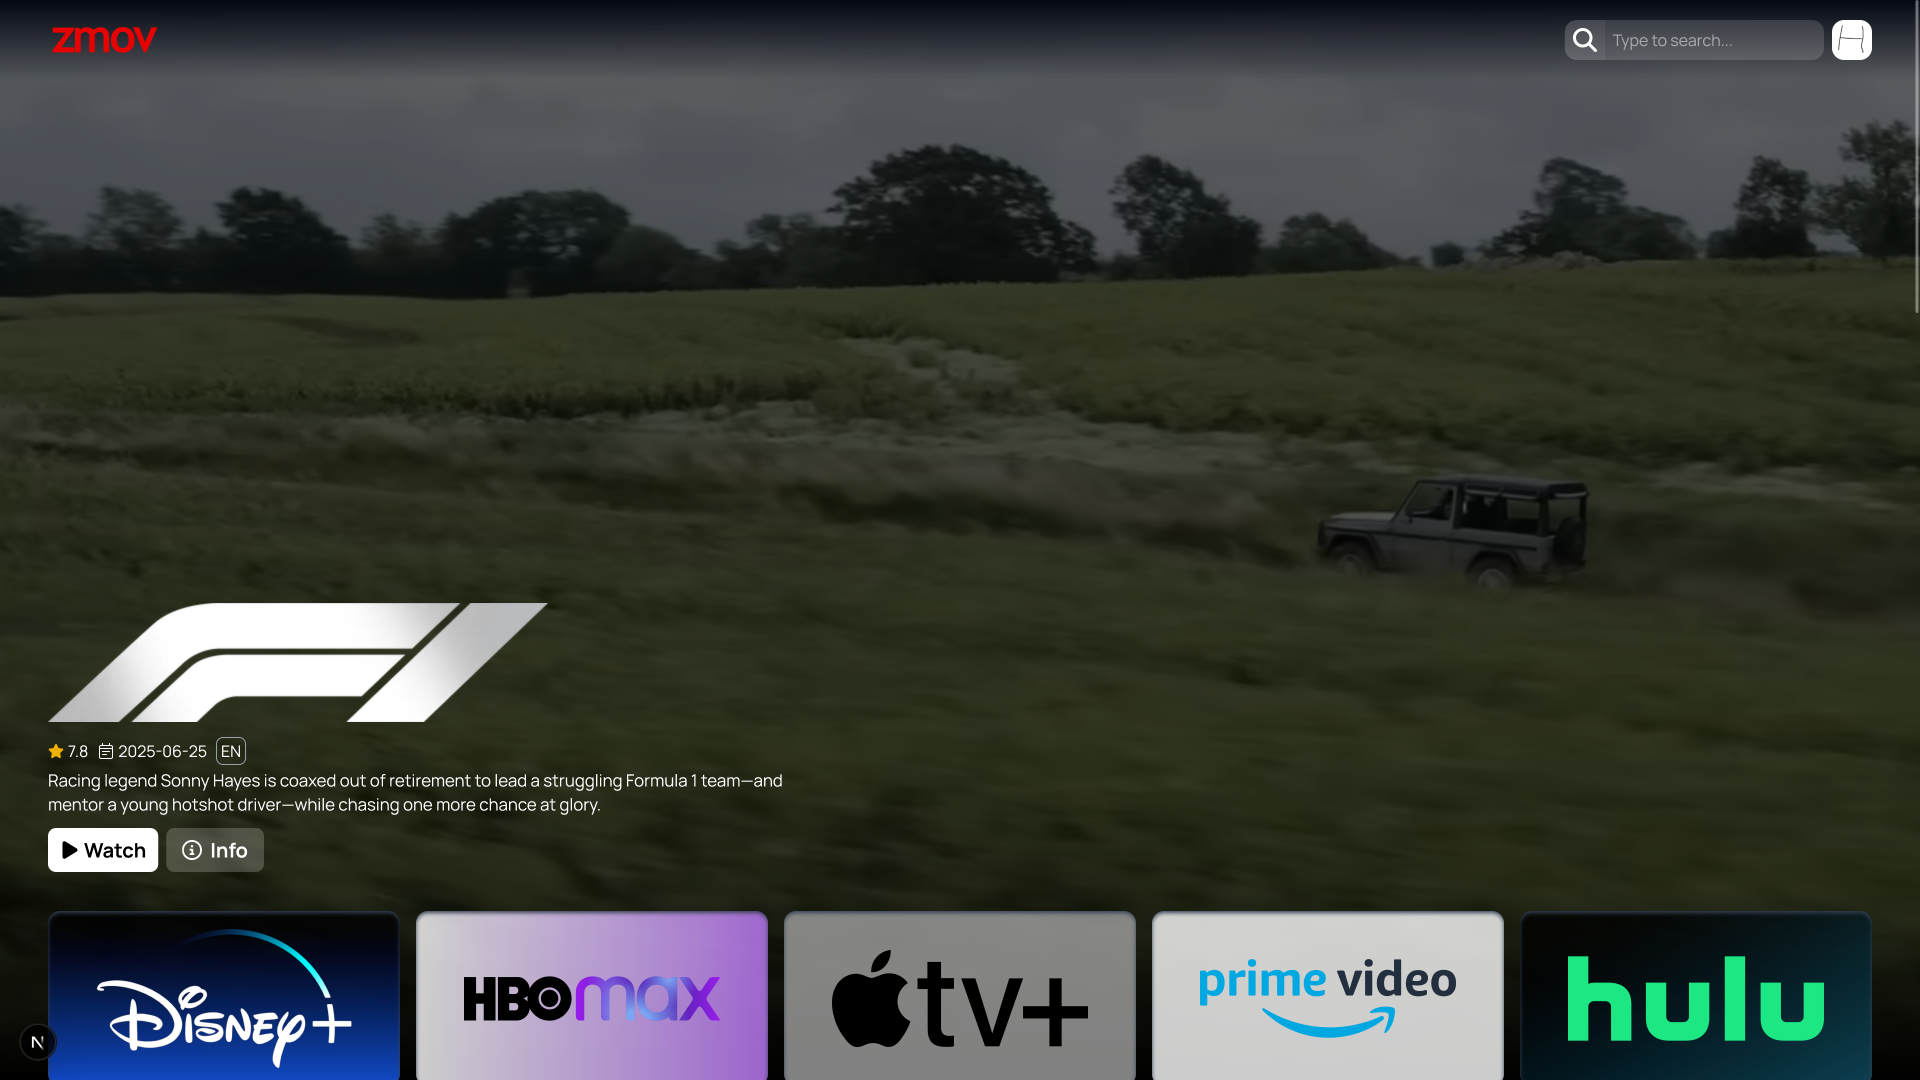 zmov
Type to search...
F1
7.8 2025-06-25 EN
Racing legend Sonny Hayes is coaxed out of retirement to lead a struggling Formula 1 team—and
mentor a young hotshot driver—while chasing one more chance at glory.
Watch Info
Disney+ HBO max tv+ prime video hulu
N